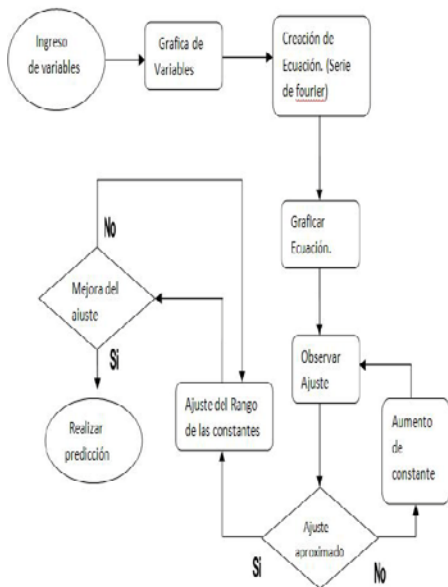 Ingreso
de variables
Grafica de
Variables
Creación de
Ecuación. (Serie
de fourier)
Graficar
Ecuación.
Observar
Ajuste
Aumento
de
constante
Ajuste
aproximado
No
Si
Ajuste del Rango
de las constantes
Mejora del
ajuste
No
Si
Realizar
predicción